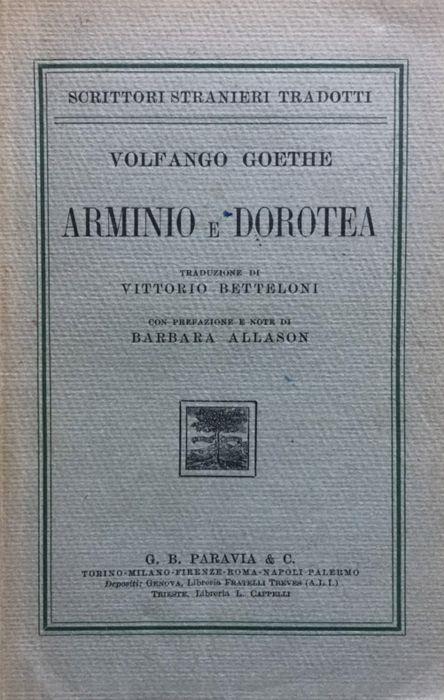 SCRITTORI STRANIERI TRADOTTI
VOLFANGO GOETHE
ARMINIO E DOROTEA
TRADUZIONE DI
VITTORIO BETTELONI
CON PREFAZIONE E NOTE DI
BARBARA ALLASON
G. B. PARAVIA & C.
TORINO-MILANO-FIRENZE-ROMA-NAPOLI-PALERMO
Depositi: GENOVA, Libreria FRATELLI TREVES (A.L.I.)
TRIESTE, Libreria L. CAPPELLI